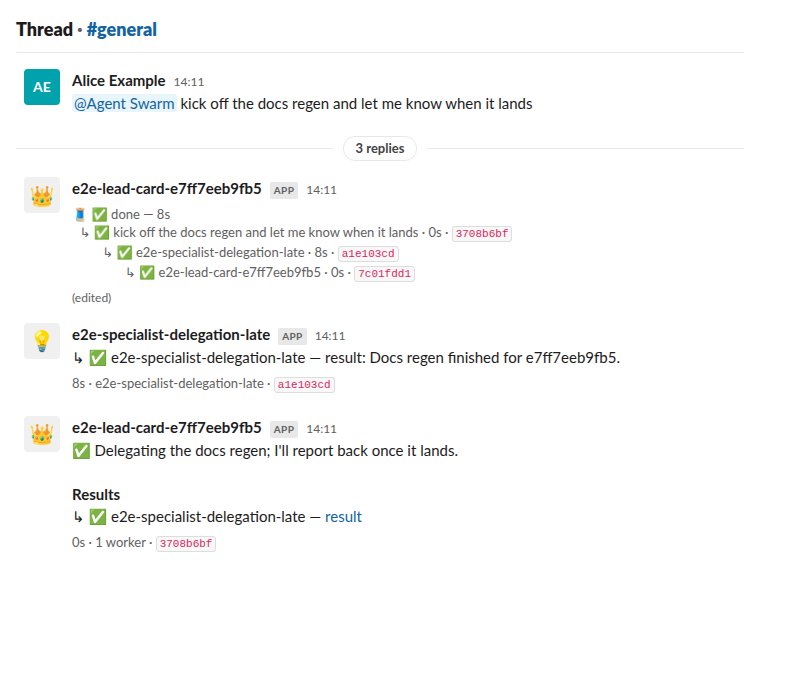 Thread • #general
AE
Alice Example 14:11
@Agent Swarm kick off the docs regen and let me know when it lands
3 replies
e2e-lead-card-e7ff7eeb9fb5 APP 14:11
🧵 ✅ done — 8s
↳ ✅ kick off the docs regen and let me know when it lands · 0s · 3708b6bf
↳ ✅ e2e-specialist-delegation-late · 8s · a1e103cd
↳ ✅ e2e-lead-card-e7ff7eeb9fb5 · 0s · 7c01fdd1
(edited)
e2e-specialist-delegation-late APP 14:11
↳ ✅ e2e-specialist-delegation-late — result: Docs regen finished for e7ff7eeb9fb5.
8s · e2e-specialist-delegation-late · a1e103cd
e2e-lead-card-e7ff7eeb9fb5 APP 14:11
✅ Delegating the docs regen; I'll report back once it lands.
Results
↳ ✅ e2e-specialist-delegation-late — result
0s · 1 worker · 3708b6bf